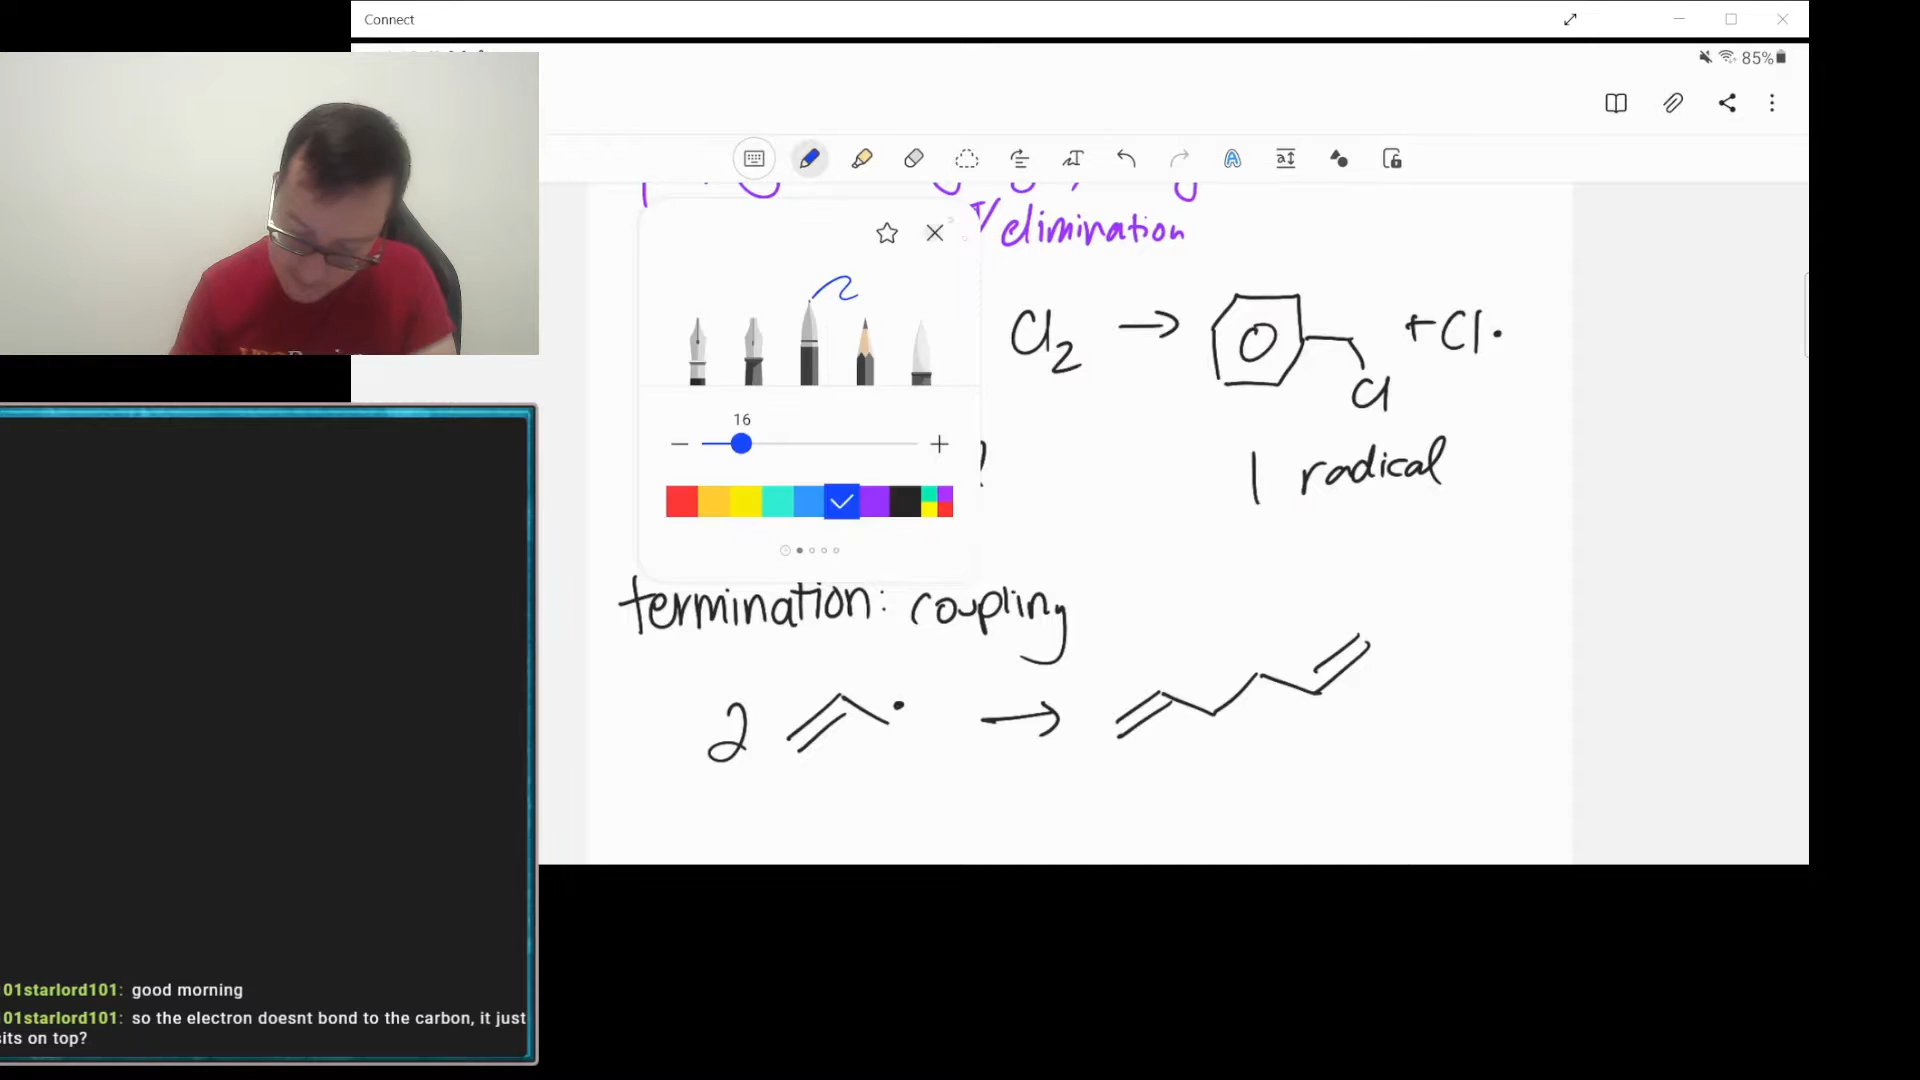 Connect
85%
/elimination
Cl2 → + Cl·
Cl
16
1 radical
termination: coupling
2 →
01starlord101: good morning
01starlord101: so the electron doesnt bond to the carbon, it just
sits on top?